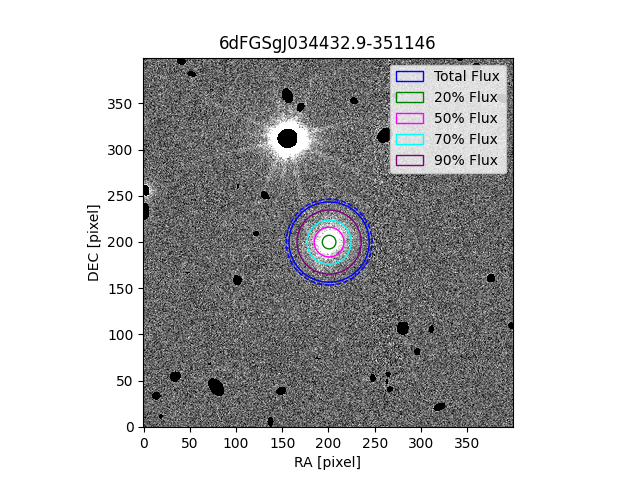 6dFGSgJ034432.9-351146
Total Flux
20% Flux
50% Flux
70% Flux
90% Flux
350
300
250
200
150
100
50
0
DEC [pixel]
0 50 100 150 200 250 300 350
RA [pixel]